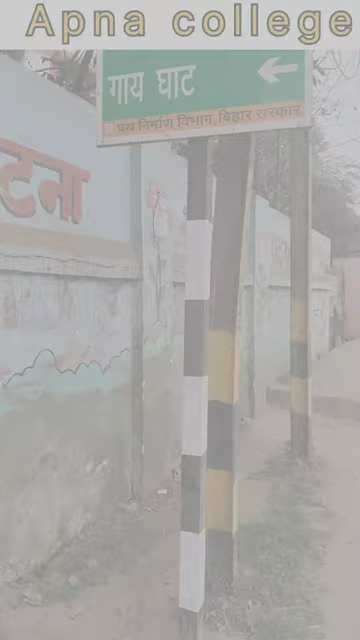 Apna college
गाय घाट
पथ निर्माण विभाग, बिहार सरकार
टना